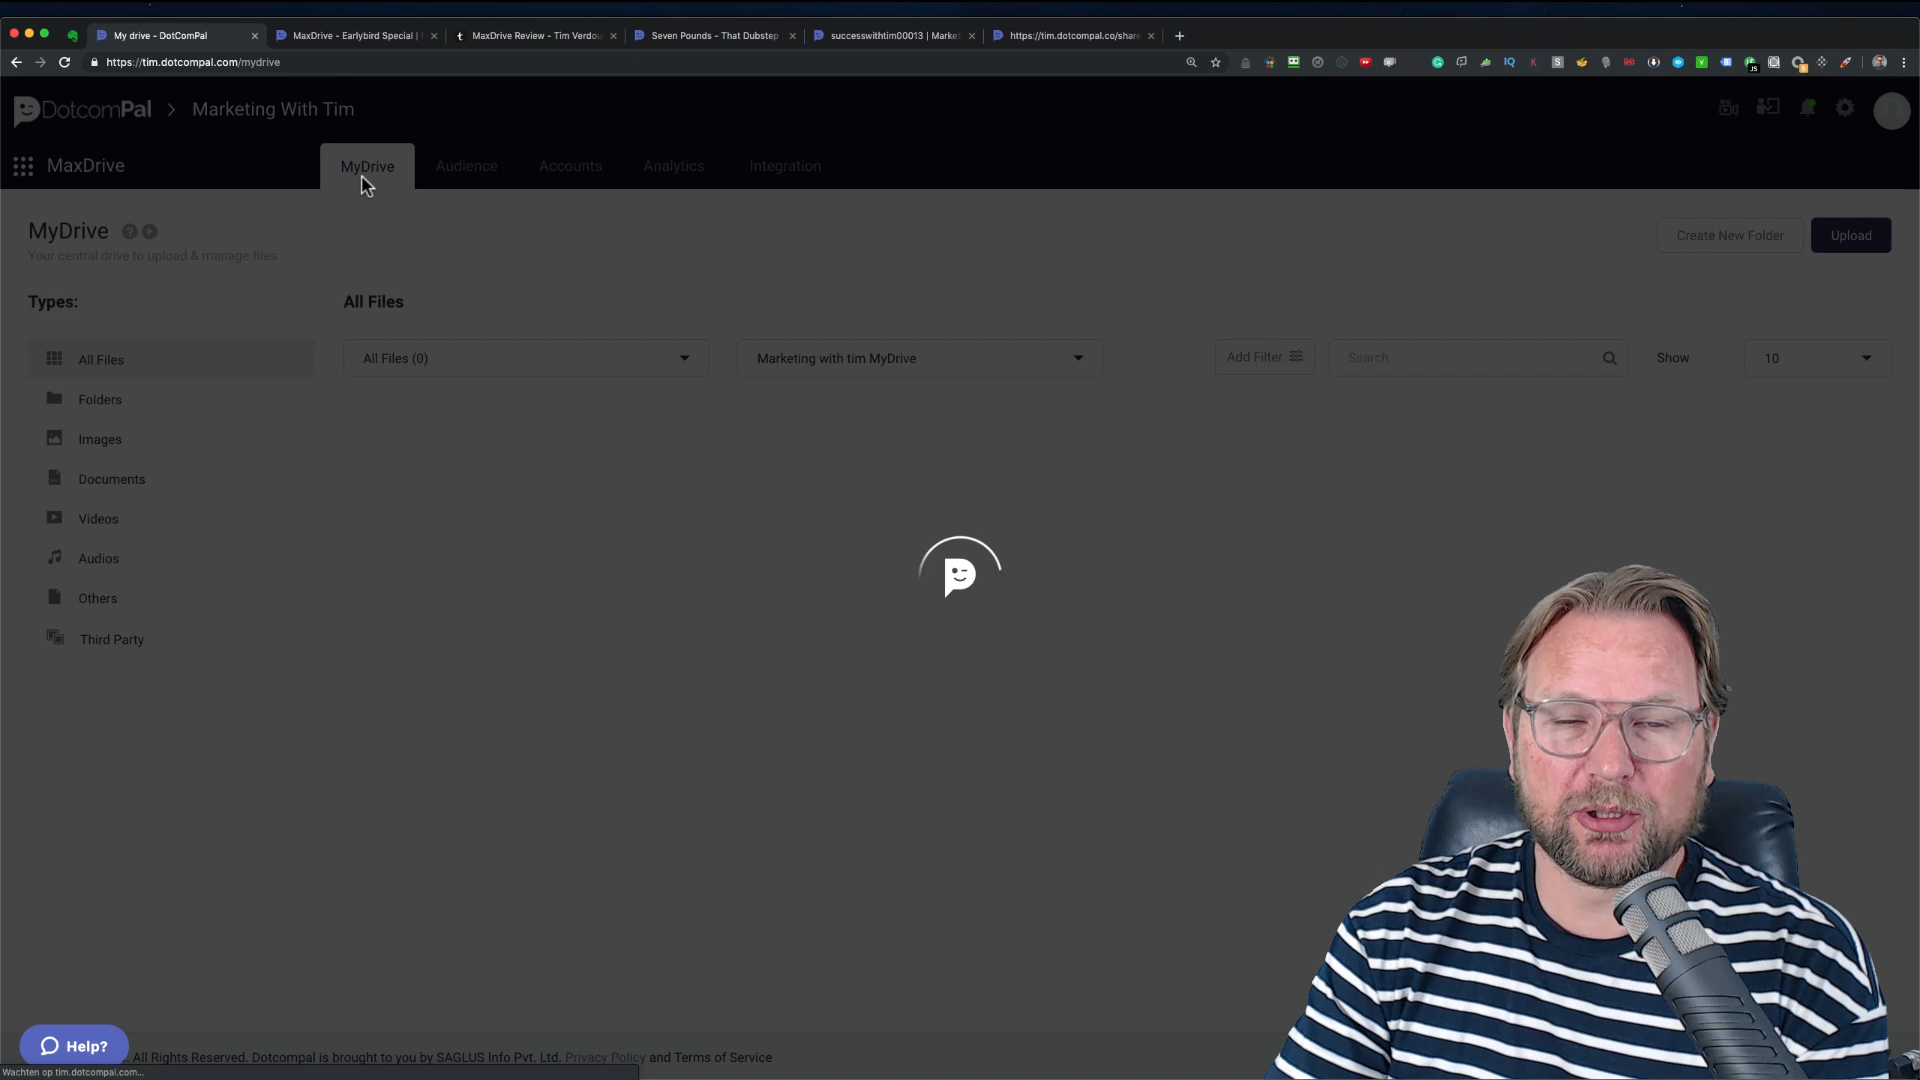 My drive - DotComPal
MaxDrive - Earlybird Special |
MaxDrive Review - Tim Verdou
Seven Pounds - That Dubstep
successwithtim00013 | Market
https://tim.dotcompal.co/share
https://tim.dotcompal.com/mydrive
DotcomPal > Marketing With Tim
MaxDrive
MyDrive
Audience
Accounts
Analytics
Integration
MyDrive
Your central drive to upload & manage files
Create New Folder
Upload
Types:
All Files
All Files
All Files (0)
Marketing with tim MyDrive
Add Filter
Search
Show
10
Folders
Images
Documents
Videos
Audios
Others
Third Party
Help?
All Rights Reserved. Dotcompal is brought to you by SAGLUS Info Pvt. Ltd. Privacy Policy and Terms of Service
Wachten op tim.dotcompal.com...